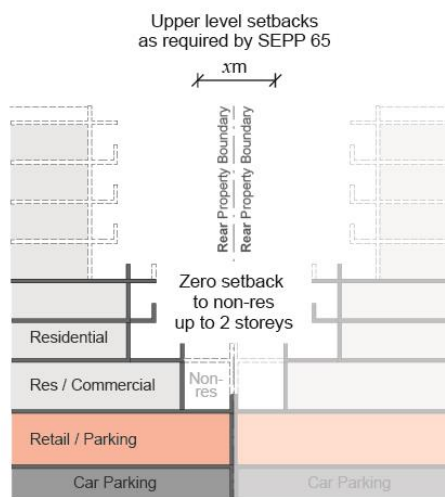 Upper level setbacks
as required by SEPP 65
xm
Rear Property Boundary
Rear Property Boundary
Zero setback
to non-res
up to 2 storeys
Residential
Res / Commercial
Non-
res
Retail / Parking
Car Parking
Car Parking